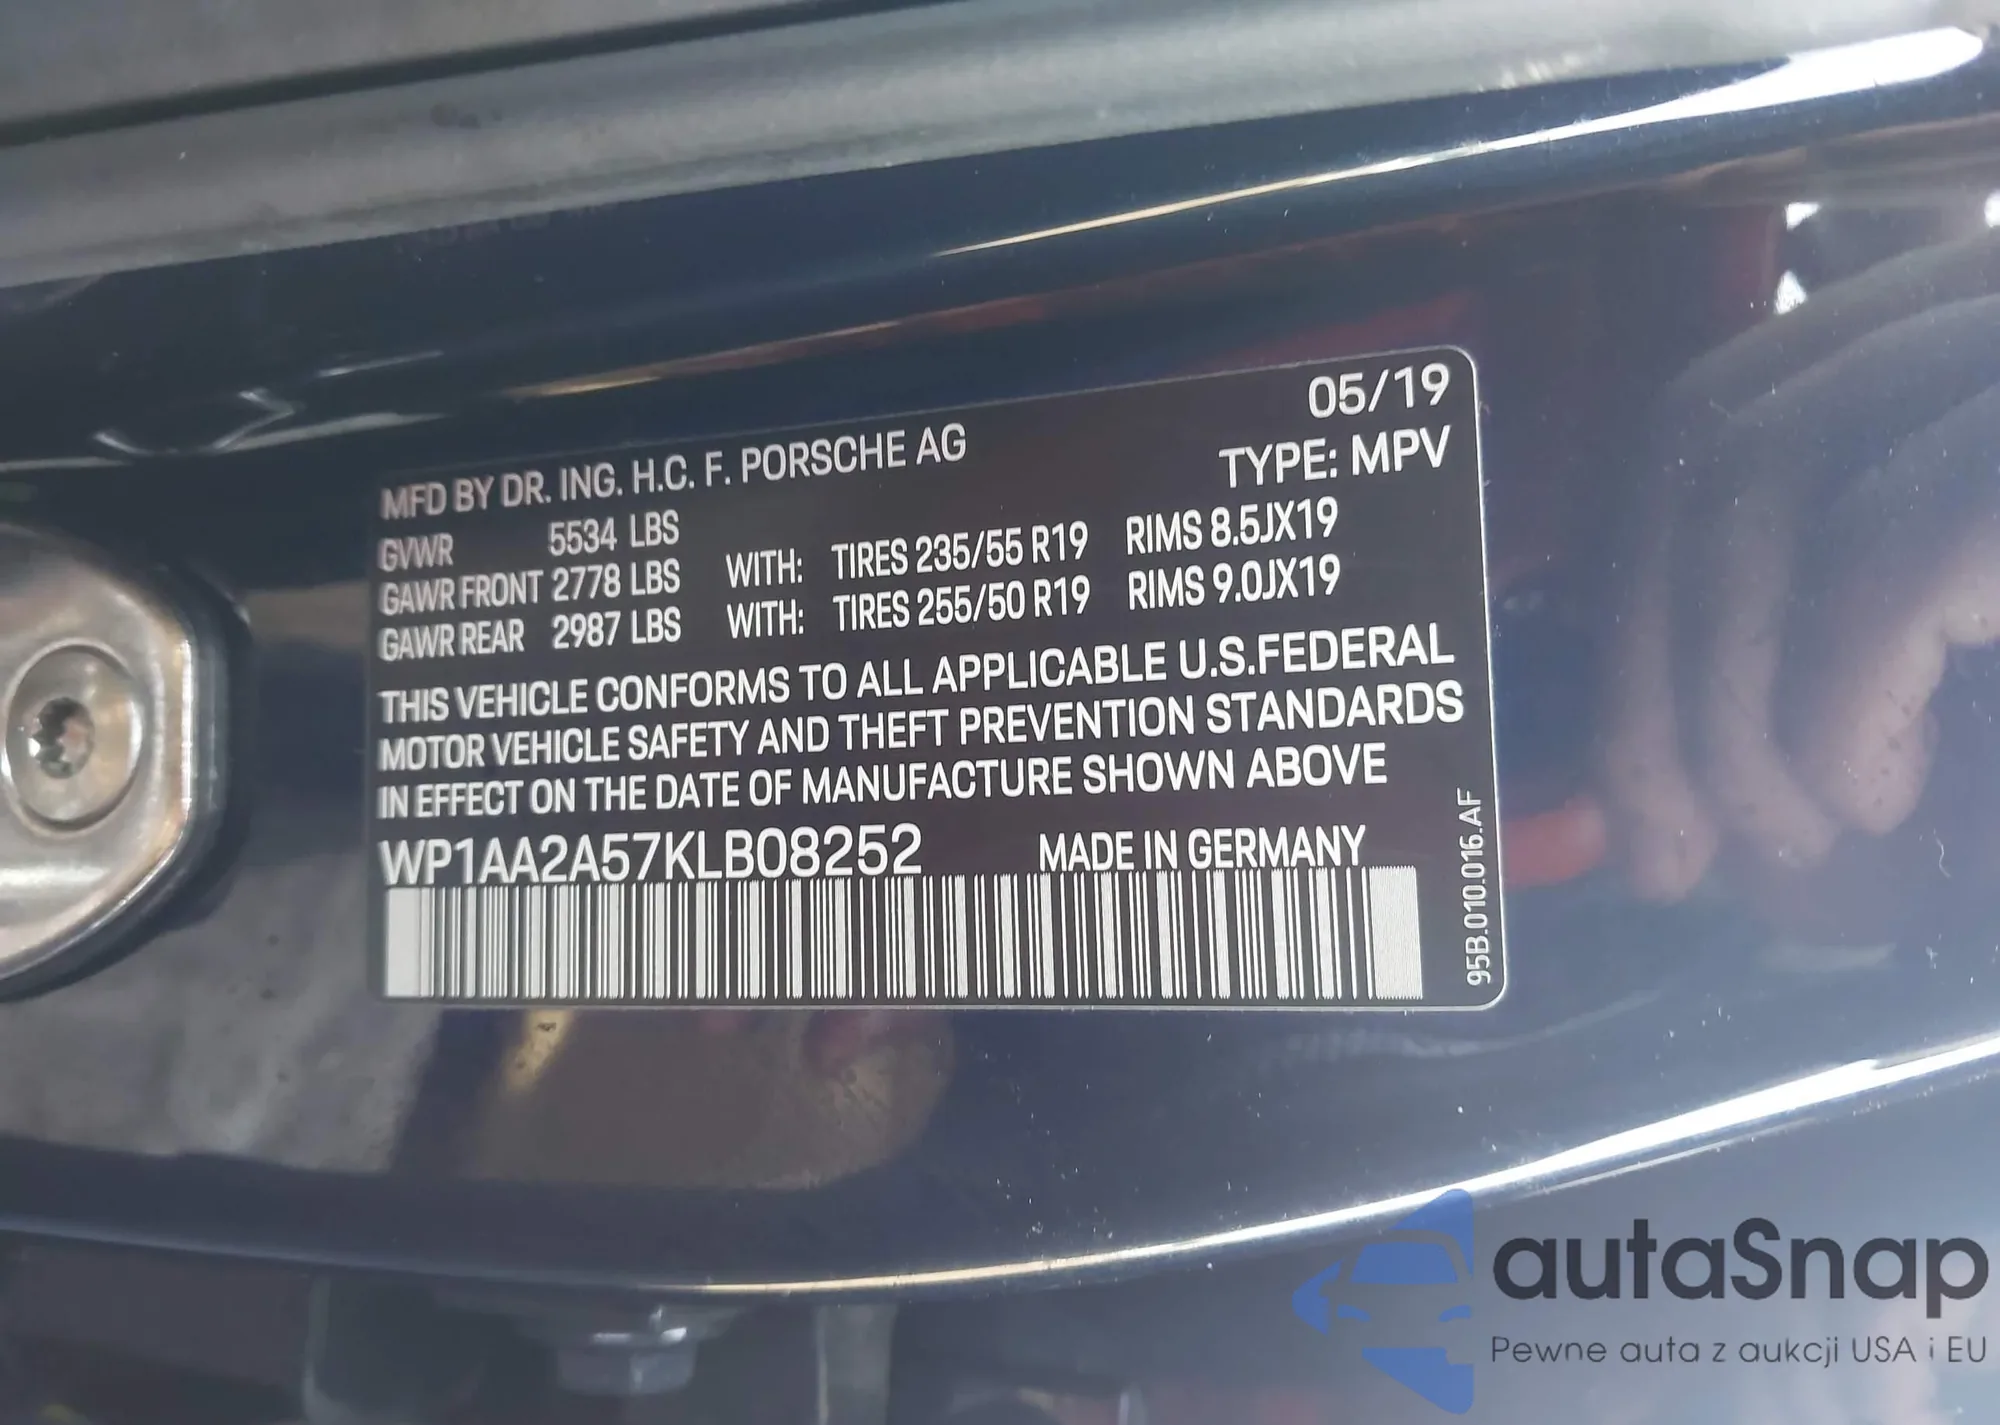 05/19
MFD BY DR. ING. H.C. F. PORSCHE AG
TYPE: MPV
GVWR 5534 LBS
GAWR FRONT 2778 LBS WITH: TIRES 235/55 R19 RIMS 8.5JX19
GAWR REAR 2987 LBS WITH: TIRES 255/50 R19 RIMS 9.0JX19
THIS VEHICLE CONFORMS TO ALL APPLICABLE U.S.FEDERAL
MOTOR VEHICLE SAFETY AND THEFT PREVENTION STANDARDS
IN EFFECT ON THE DATE OF MANUFACTURE SHOWN ABOVE
WP1AA2A57KLB08252 MADE IN GERMANY
95B.010.016.AF
autaSnap
Pewne auta z aukcji USA i EU